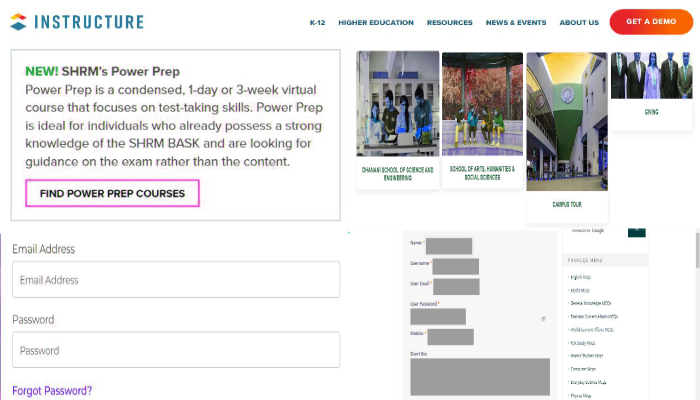 INSTRUCTURE
K-12 HIGHER EDUCATION RESOURCES NEWS & EVENTS ABOUT US GET A DEMO
NEW! SHRM's Power Prep
Power Prep is a condensed, 1-day or 3-week virtual
course that focuses on test-taking skills. Power Prep
is ideal for individuals who already possess a strong
knowledge of the SHRM BASK and are looking for
guidance on the exam rather than the content.
FIND POWER PREP COURSES
DHANANI SCHOOL OF SCIENCE AND
ENGINEERING
SCHOOL OF ARTS, HUMANITIES &
SOCIAL SCIENCES
CAMPUS TOUR
GIVING
Email Address
Email Address
Password
Password
Forgot Password?
Name: *
Username *
User Email *
User Password *
Mobile: *
Short Bio
MENU
English Mcqs
General Knowledge MCQs
Pakistan Current Affairs MCQs
World Current Affairs MCQs
Pak Study Mcqs
Islamic Studies Mcqs
Computer Mcqs
Everyday Science Mcqs
Physics Mcqs